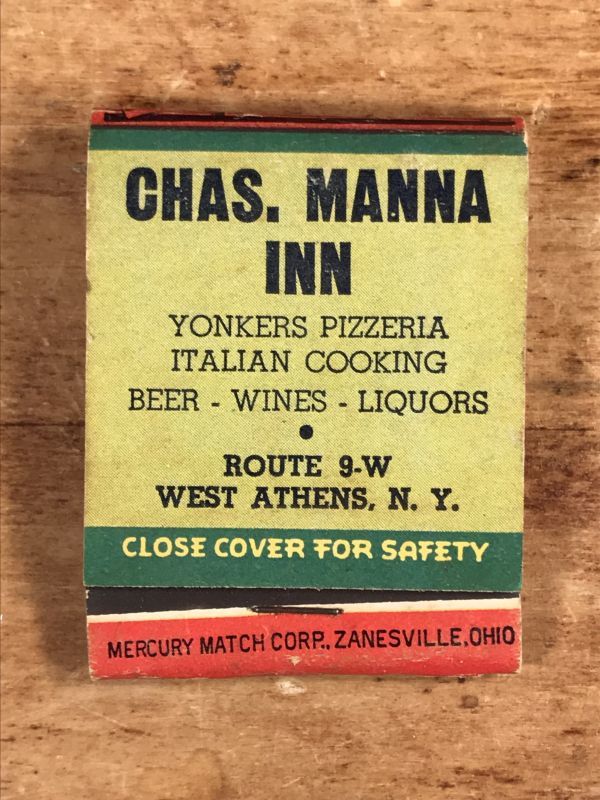 CHAS. MANNA
INN
YONKERS PIZZERIA
ITALIAN COOKING
BEER - WINES - LIQUORS
•
ROUTE 9-W
WEST ATHENS, N. Y.
CLOSE COVER FOR SAFETY
MERCURY MATCH CORP., ZANESVILLE, OHIO